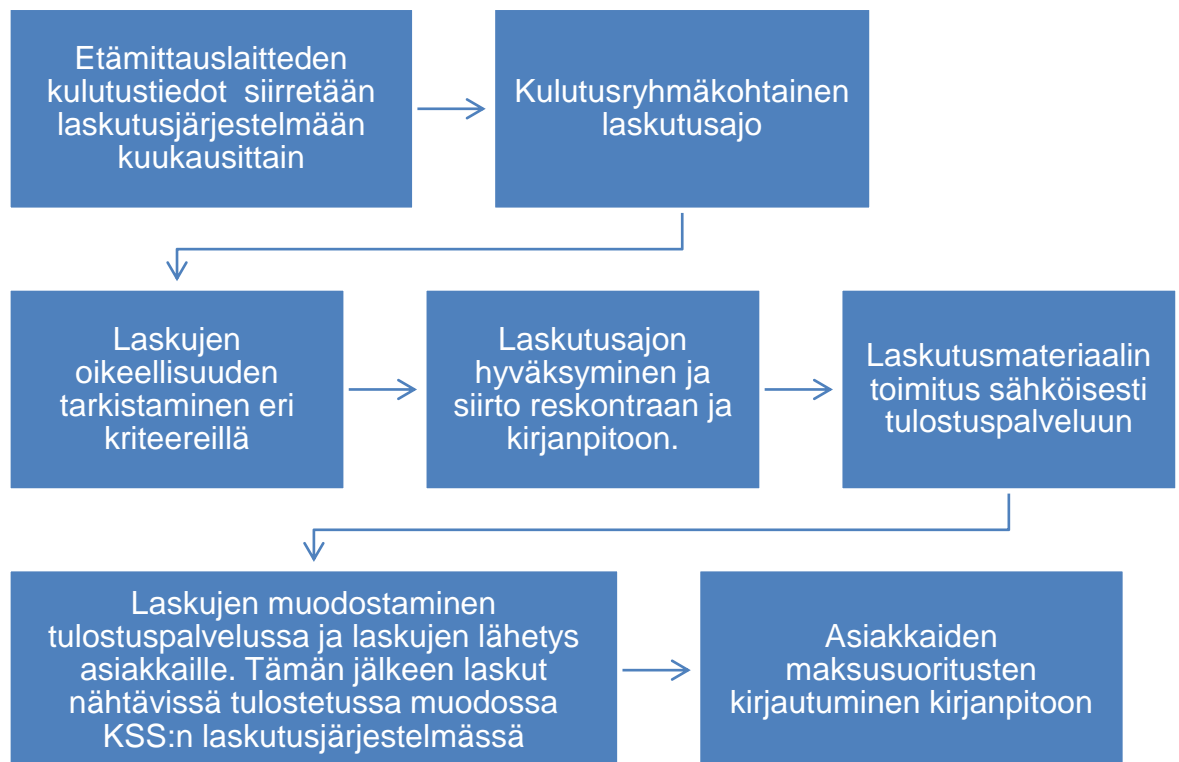 Etämittauslaitteden
kulutustiedot siirretään
laskutusjärjestelmään
kuukausittain
Kulutusryhmäkohtainen
laskutusajo
Laskujen
oikeellisuuden
tarkistaminen eri
kriteereillä
Laskutusajon
hyväksyminen ja
siirto reskontraan ja
kirjanpitoon.
Laskutusmateriaalin
toimitus sähköisesti
tulostuspalveluun
Laskujen muodostaminen
tulostuspalvelussa ja laskujen lähetys
asiakkaille. Tämän jälkeen laskut
nähtävissä tulostetussa muodossa
KSS:n laskutusjärjestelmässä
Asiakkaiden
maksusuoritusten
kirjautuminen kirjanpitoon